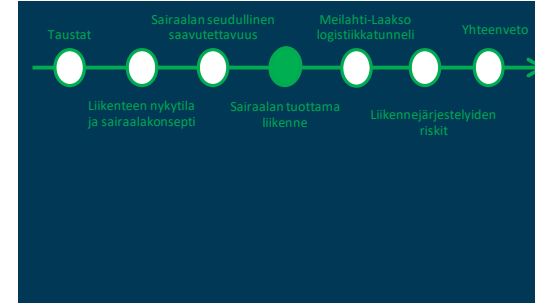 Taustat
Liikenteen nykytila
ja sairaalakonsepti
Sairaalan seudullinen
saavutettavuus
Sairaalan tuottama
liikenne
Meilahti-Laakso
logistiikkatunneli
Liikennejärjestelyiden
riskit
Yhteenveto